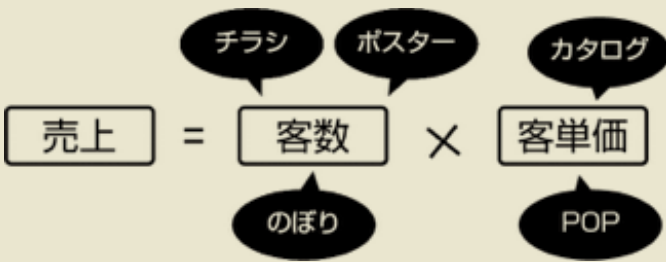 チラシ ポスター カタログ
売上 = 客数 × 客単価
のぼり POP